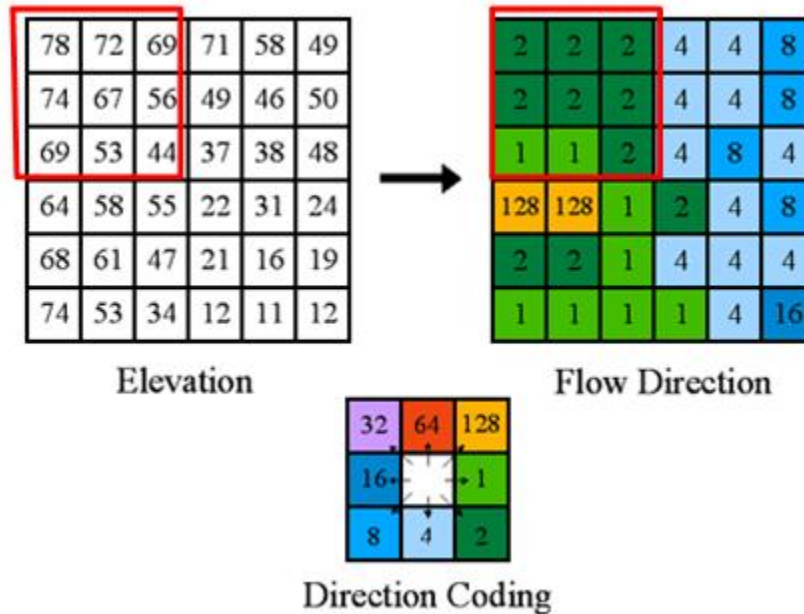 78 72 69 71 58 49 2 2 2 4 4 8
74 67 56 49 46 50 2 2 2 4 4 8
69 53 44 37 38 48 1 1 2 4 8 4
64 58 55 22 31 24 128 128 1 2 4 8
68 61 47 21 16 19 2 2 1 4 4 4
74 53 34 12 11 12 1 1 1 1 4 16
Elevation Flow Direction
32 64 128
16 1
8 4 2
Direction Coding